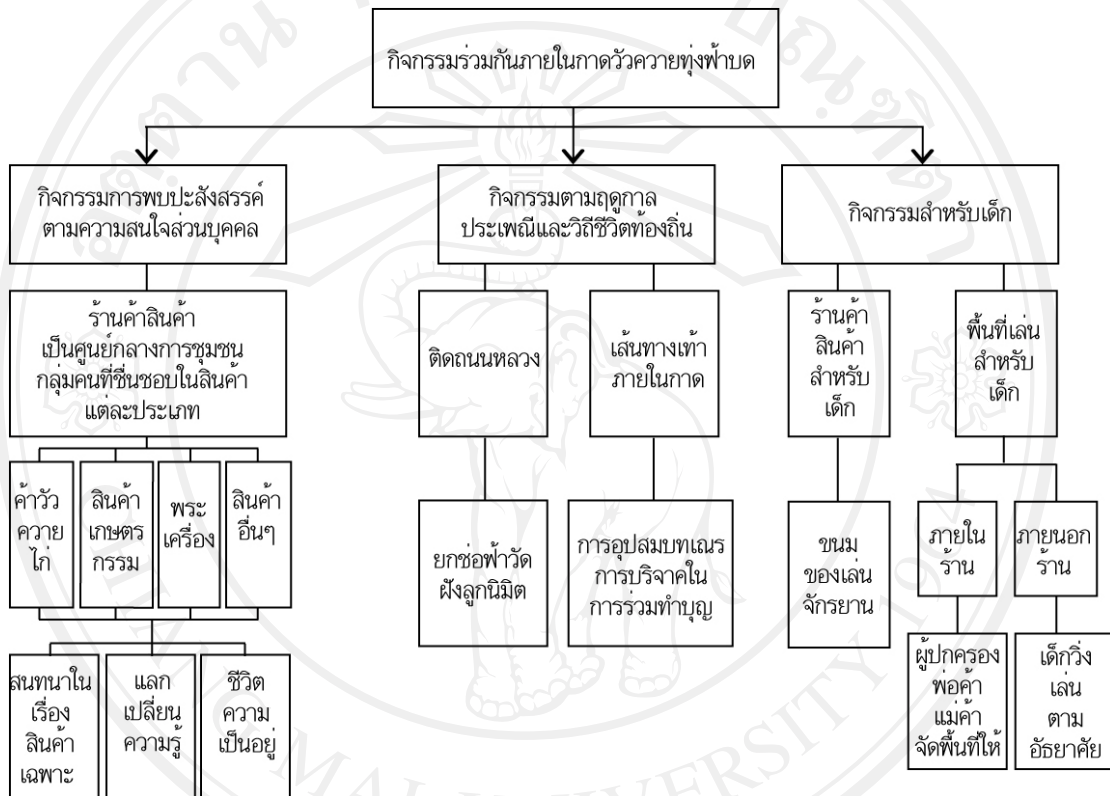 กิจกรรมร่วมกันภายในกาดวัวควายทุ่งฟ้าบด
กิจกรรมการพบปะสังสรรค์
ตามความสนใจส่วนบุคคล
กิจกรรมตามฤดูกาล
ประเพณีและวิถีชีวิตท้องถิ่น
กิจกรรมสำหรับเด็ก
ร้านค้าสินค้า
เป็นศูนย์กลางการชุมชน
กลุ่มคนที่ชื่นชอบในสินค้า
แต่ละประเภท
ติดถนนหลวง
เส้นทางเท้า
ภายในกาด
ร้านค้า
สินค้า
สำหรับ
เด็ก
พื้นที่เล่น
สำหรับ
เด็ก
ค้าวัว
ควาย
ไก่
สินค้า
เกษตร
กรรม
พระ
เครื่อง
สินค้า
อื่นๆ
ยกช่อฟ้าวัด
ฝังลูกนิมิต
การอุปสมบทเณร
การบริจาคใน
การร่วมทำบุญ
ขนม
ของเล่น
จักรยาน
ภายใน
ร้าน
ภายนอก
ร้าน
สนทนาใน
เรื่อง
สินค้า
เฉพาะ
แลก
เปลี่ยน
ความรู้
ชีวิต
ความ
เป็นอยู่
ผู้ปกครอง
พ่อค้า
แม่ค้า
จัดพื้นที่ให้
เด็กวิ่ง
เล่น
ตาม
อัธยาศัย